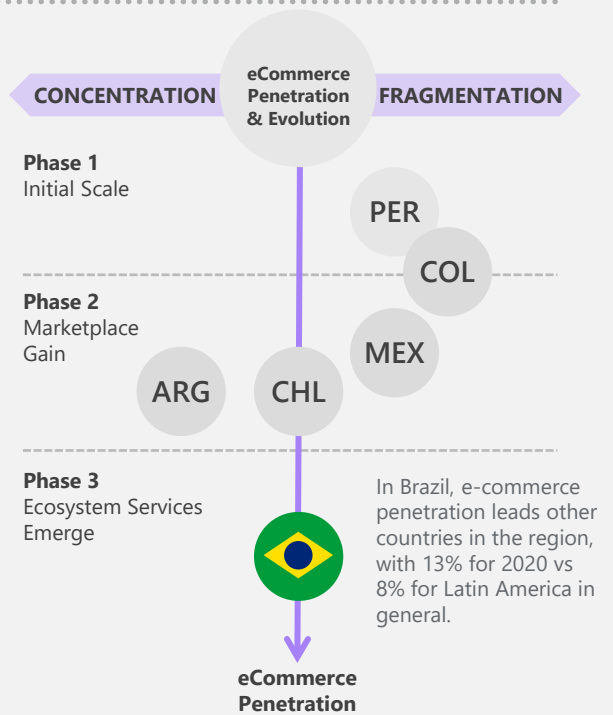 eCommerce
Penetration
& Evolution
CONCENTRATION
FRAGMENTATION
Phase 1
Initial Scale
PER
COL
Phase 2
Marketplace
Gain
MEX
ARG
CHL
Phase 3
Ecosystem Services
Emerge
In Brazil, e-commerce
penetration leads other
countries in the region,
with 13% for 2020 vs
8% for Latin America in
general.
eCommerce
Penetration